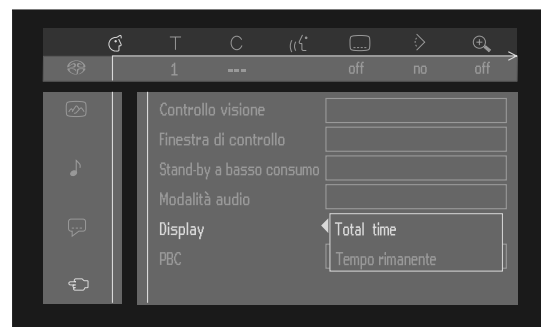 T C
1 --- off no off
Controllo visione
Finestra di controllo
Stand-by a basso consumo
Modalità audio
Display Total time
PBC Tempo rimanente